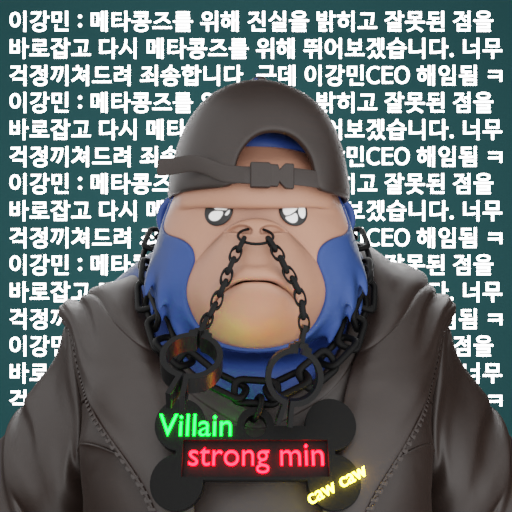 이강민 : 메타콩즈를 위해 진실을 밝히고 잘못된 점을
바로잡고 다시 메타콩즈를 위해 뛰어보겠습니다. 너무
걱정끼쳐드려 죄송합니다. 근데 이강민CEO 해임됨 ㅋ
이강민 : 메타콩즈를 밝히고 잘못된 점을
바로잡고 다시 메타 뛰어보겠습니다. 너무
걱정끼쳐드려 죄송 민CEO 해임됨 ㅋ
이강민 : 메타콩즈 히고 잘못된 점을
바로잡고 다시 메 보겠습니다. 너무
걱정끼쳐드려 CEO 해임됨 ㅋ
이강민 : 메타 잘못된 점을
바로잡고 니다. 너무
걱정 됨 ㅋ
이강민 점을
바로 너무
걱 ㅋ
Villain
strong min
caw caw